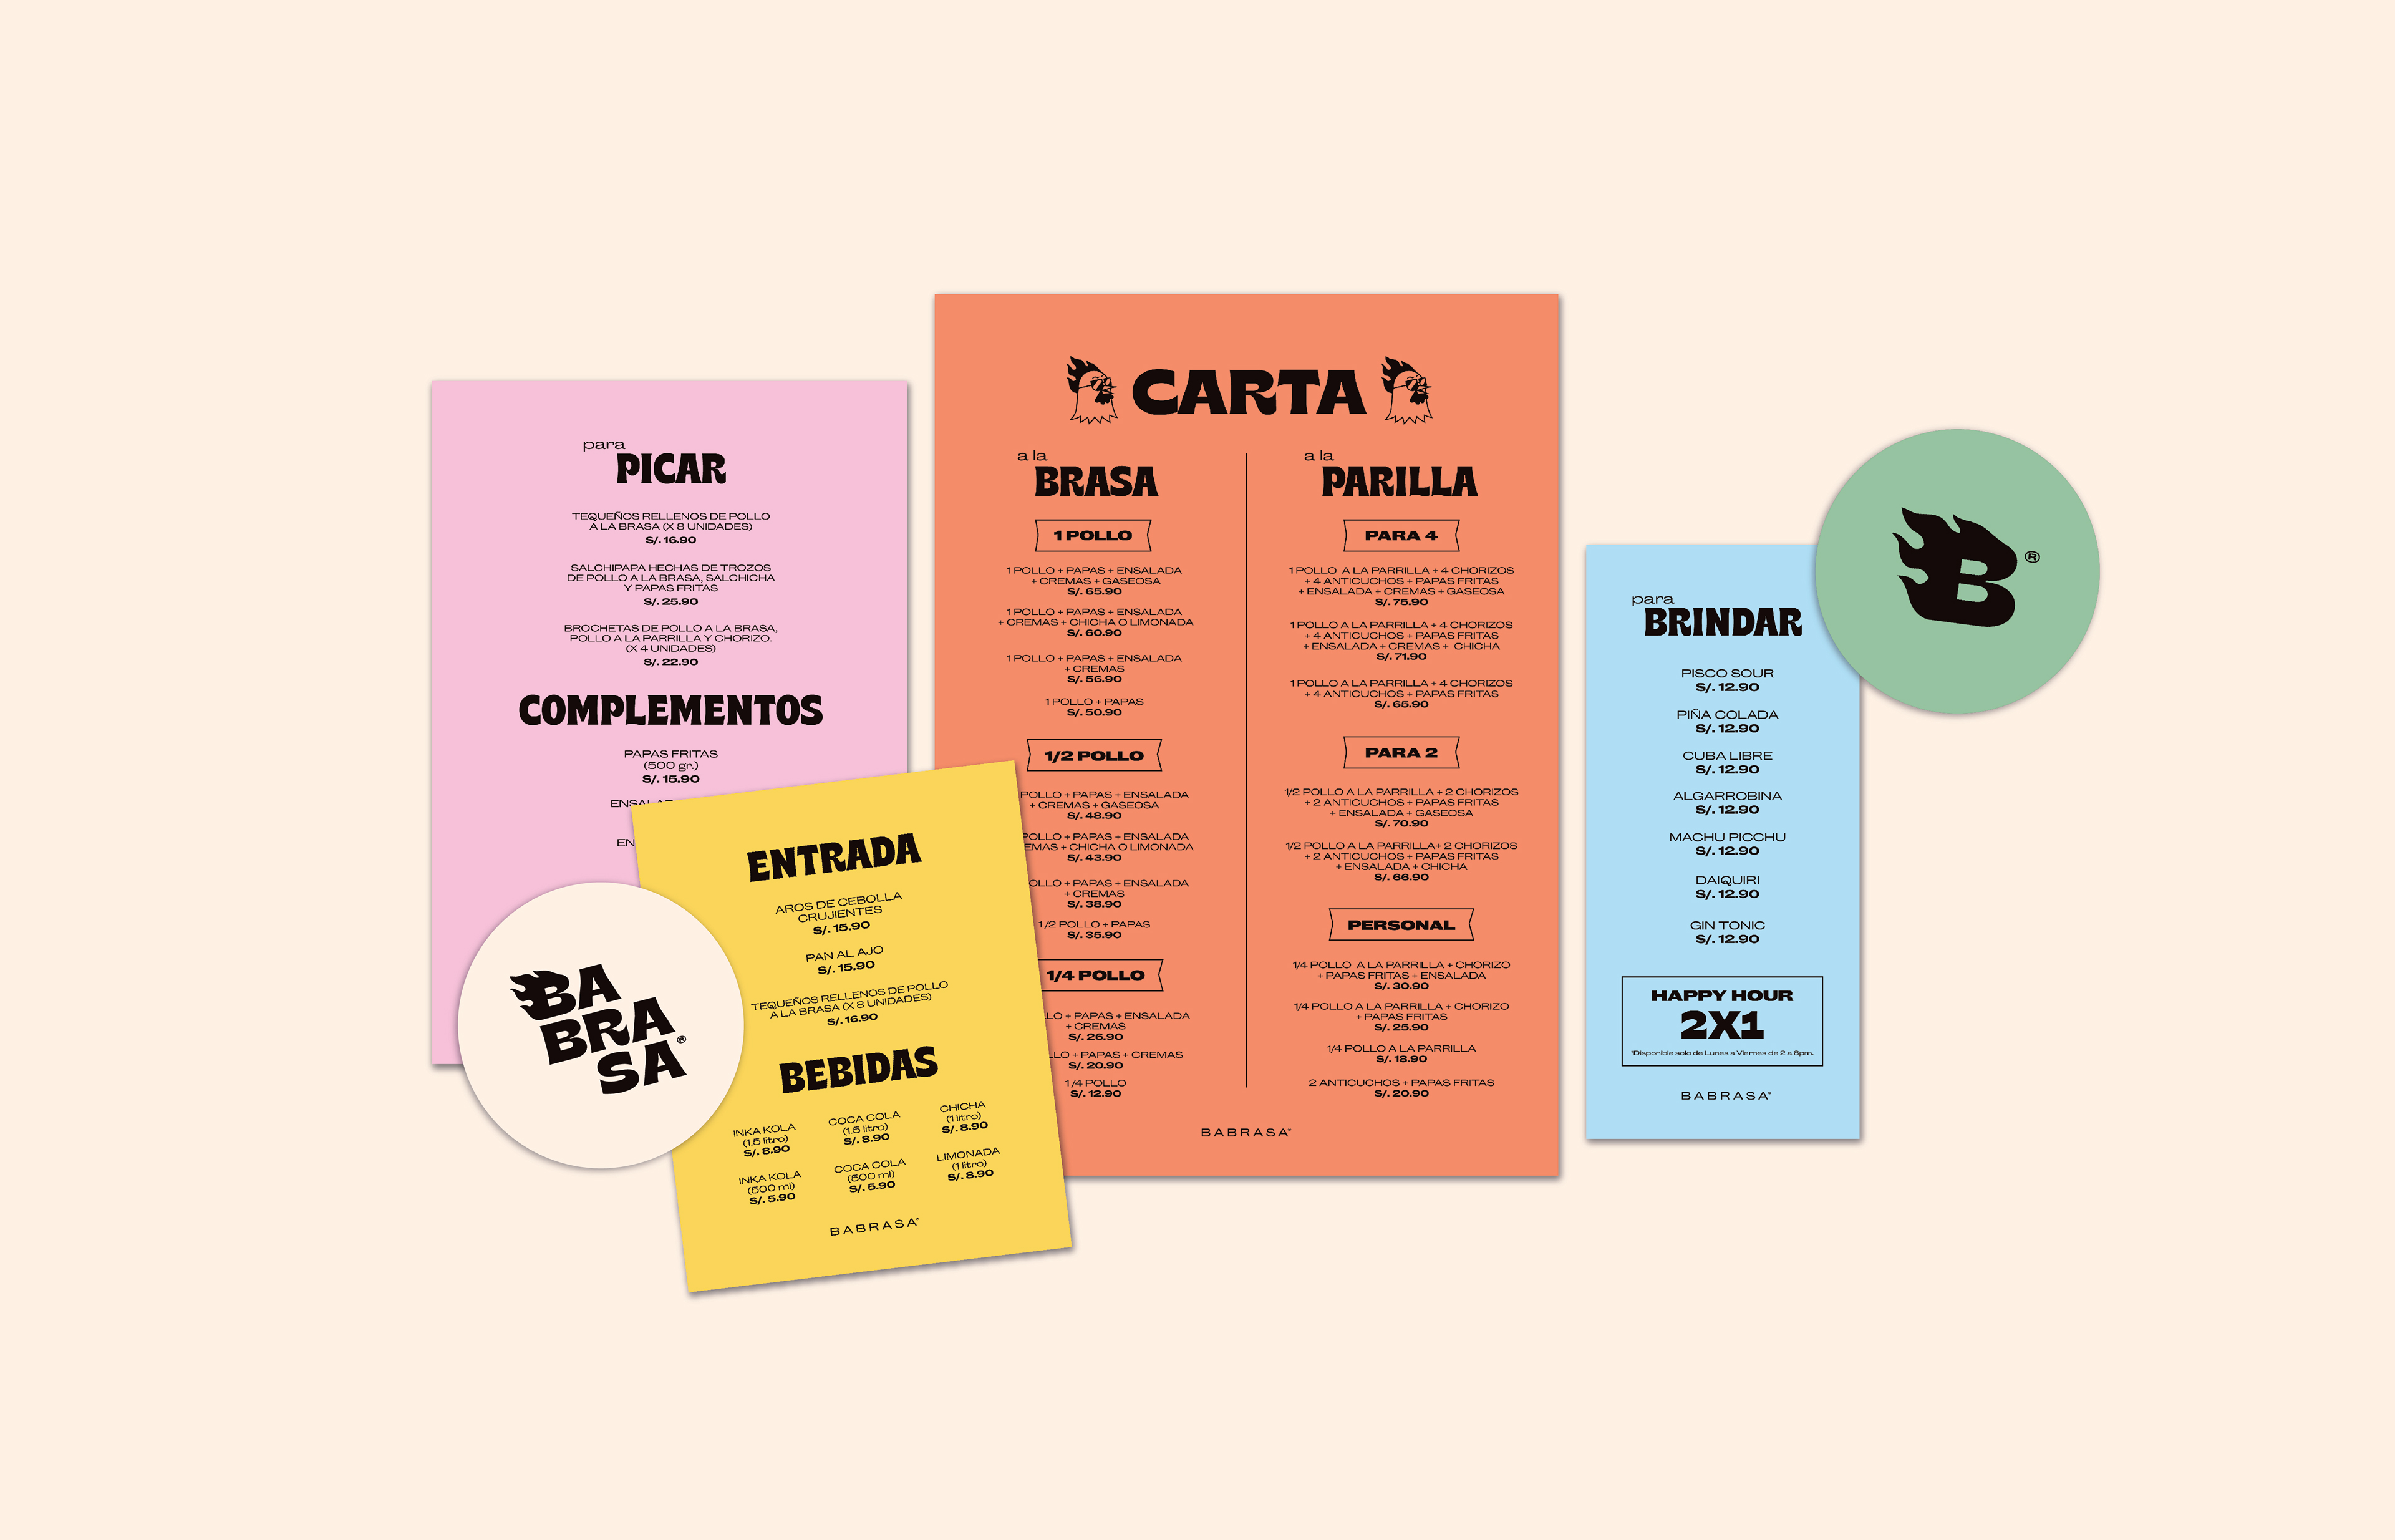 para
PICAR
TEQUEÑOS RELLENOS DE POLLO
A LA BRASA (X 8 UNIDADES)
S/. 16.90
SALCHIPAPA HECHAS DE TROZOS
DE POLLO A LA BRASA, SALCHICHA
Y PAPAS FRITAS
S/. 25.90
BROCHETAS DE POLLO A LA BRASA,
POLLO A LA PARRILLA Y CHORIZO.
(X 4 UNIDADES)
S/. 22.90
COMPLEMENTOS
PAPAS FRITAS
(500 gr.)
S/. 15.90
BA
BRA
SA®
ENTRADA
AROS DE CEBOLLA
CRUJIENTES
S/. 15.90
PAN AL AJO
S/. 15.90
TEQUEÑOS RELLENOS DE POLLO
A LA BRASA (X 8 UNIDADES)
S/. 16.90
BEBIDAS
INKA KOLA
(1.5 litro)
S/. 8.90
COCA COLA
(1.5 litro)
S/. 8.90
CHICHA
(1 litro)
S/. 8.90
INKA KOLA
(500 ml)
S/. 5.90
COCA COLA
(500 ml)
S/. 5.90
LIMONADA
(1 litro)
S/. 8.90
BABRASA®
CARTA
a la
BRASA
1 POLLO
1 POLLO + PAPAS + ENSALADA
+ CREMAS + GASEOSA
S/. 65.90
1 POLLO + PAPAS + ENSALADA
+ CREMAS + CHICHA O LIMONADA
S/. 60.90
1 POLLO + PAPAS + ENSALADA
+ CREMAS
S/. 56.90
1 POLLO + PAPAS
S/. 50.90
1/2 POLLO
POLLO + PAPAS + ENSALADA
+ CREMAS + GASEOSA
S/. 48.90
POLLO + PAPAS + ENSALADA
+ CHICHA O LIMONADA
S/. 43.90
+ PAPAS + ENSALADA
+ CREMAS
S/. 38.90
1/2 POLLO + PAPAS
S/. 35.90
1/4 POLLO
+ PAPAS + ENSALADA
+ CREMAS
S/. 26.90
+ PAPAS + CREMAS
S/. 20.90
1/4 POLLO
S/. 12.90
a la
PARILLA
PARA 4
1 POLLO A LA PARRILLA + 4 CHORIZOS
+ 4 ANTICUCHOS + PAPAS FRITAS
+ ENSALADA + CREMAS + GASEOSA
S/. 75.90
1 POLLO A LA PARRILLA + 4 CHORIZOS
+ 4 ANTICUCHOS + PAPAS FRITAS
+ ENSALADA + CREMAS + CHICHA
S/. 71.90
1 POLLO A LA PARRILLA + 4 CHORIZOS
+ 4 ANTICUCHOS + PAPAS FRITAS
S/. 65.90
PARA 2
1/2 POLLO A LA PARRILLA + 2 CHORIZOS
+ 2 ANTICUCHOS + PAPAS FRITAS
+ ENSALADA + GASEOSA
S/. 70.90
1/2 POLLO A LA PARRILLA+ 2 CHORIZOS
+ 2 ANTICUCHOS + PAPAS FRITAS
+ ENSALADA + CHICHA
S/. 66.90
PERSONAL
1/4 POLLO A LA PARRILLA + CHORIZO
+ PAPAS FRITAS + ENSALADA
S/. 30.90
1/4 POLLO A LA PARRILLA + CHORIZO
+ PAPAS FRITAS
S/. 25.90
1/4 POLLO A LA PARRILLA
S/. 18.90
2 ANTICUCHOS + PAPAS FRITAS
S/. 20.90
BABRASA®
para
BRINDAR
PISCO SOUR
S/. 12.90
PIÑA COLADA
S/. 12.90
CUBA LIBRE
S/. 12.90
ALGARROBINA
S/. 12.90
MACHU PICCHU
S/. 12.90
DAIQUIRI
S/. 12.90
GIN TONIC
S/. 12.90
HAPPY HOUR
2X1
*Disponible solo de Lunes a Viernes de 2 a 8pm.
BABRASA®
B®